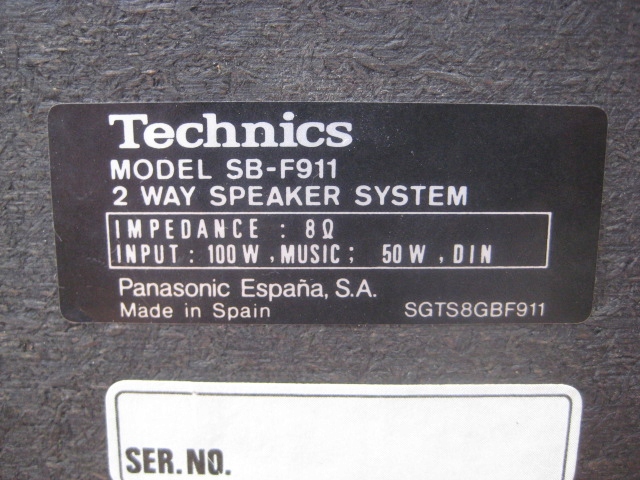 Technics
MODEL SB-F911
2 WAY SPEAKER SYSTEM
IMPEDANCE : 8Ω
INPUT : 100W, MUSIC; 50W, DIN
Panasonic España, S.A.
Made in Spain SGTS8GBF911
SER.NO.